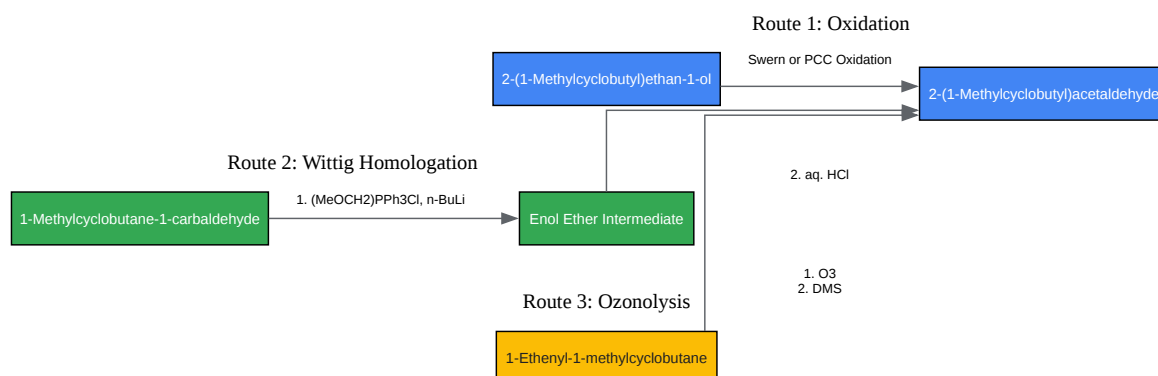 Route 1: Oxidation
2-(1-Methylcyclobutyl)ethan-1-ol
Swern or PCC Oxidation
2-(1-Methylcyclobutyl)acetaldehyde
Route 2: Wittig Homologation
1-Methylcyclobutane-1-carbaldehyde
1. (MeOCH2)PPh3Cl, n-BuLi
Enol Ether Intermediate
2. aq. HCl
Route 3: Ozonolysis
1. O3
2. DMS
1-Ethenyl-1-methylcyclobutane